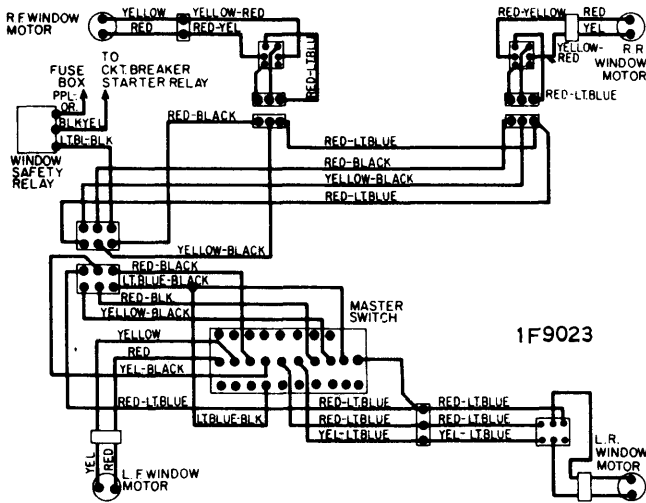 R.F WINDOW
MOTOR
YELLOW
YELLOW-RED
RED
RED-YEL
RED-LT.BLU
RED-YELLOW
RED
YEL
YELLOW-
RED
R.R.
WINDOW
MOTOR
RED-LT.BLUE
TO
CKT.BREAKER
STARTER RELAY
FUSE
BOX
PPL-
OR.
BLK-YEL
LT.BL-BLK
WINDOW
SAFETY
RELAY
RED-BLACK
RED-LT.BLUE
RED-BLACK
YELLOW-BLACK
RED-LT.BLUE
YELLOW-BLACK
RED-BLACK
LT.BLUE-BLACK
RED-BLK
YELLOW-BLACK
YELLOW
RED
YEL-BLACK
MASTER
SWITCH
1F9023
RED-LT.BLUE
LT.BLUE-BLK
RED-LT.BLUE
RED-LT.BLUE
RED-LT.BLUE
RED-LT.BLUE
YEL-LT.BLUE
YEL-LT.BLUE
YEL
RED
L.F WINDOW
MOTOR
L.R.
WINDOW
MOTOR